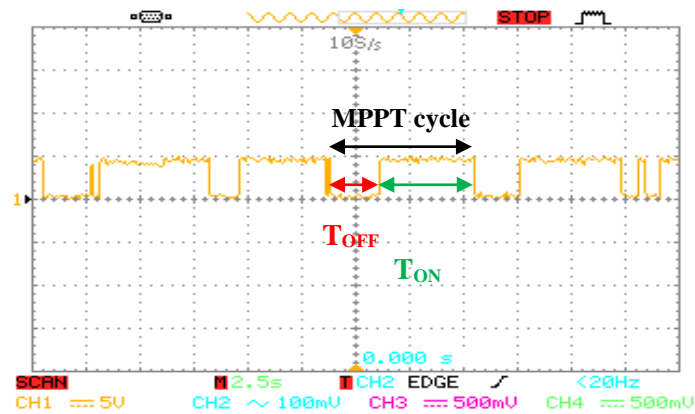 STOP
10S/s
MPPT cycle
1
TOFF
TON
0.000 s
SCAN M 2.5s T CH2 EDGE <20Hz
CH1 5V CH2 ~ 100mV CH3 500mV CH4 500mV